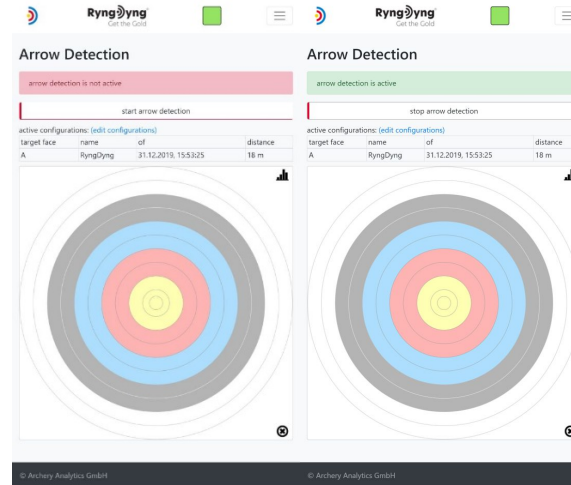 RyngDyng
Get the Gold
Arrow Detection
arrow detection is not active
start arrow detection
active configurations: (edit configurations)
target face name of distance
A RyngDyng 31.12.2019, 15:53:25 18 m
© Archery Analytics GmbH
RyngDyng
Get the Gold
Arrow Detection
arrow detection is active
stop arrow detection
active configurations: (edit configurations)
target face name of distance
A RyngDyng 31.12.2019, 15:53:25 18 m
© Archery Analytics GmbH